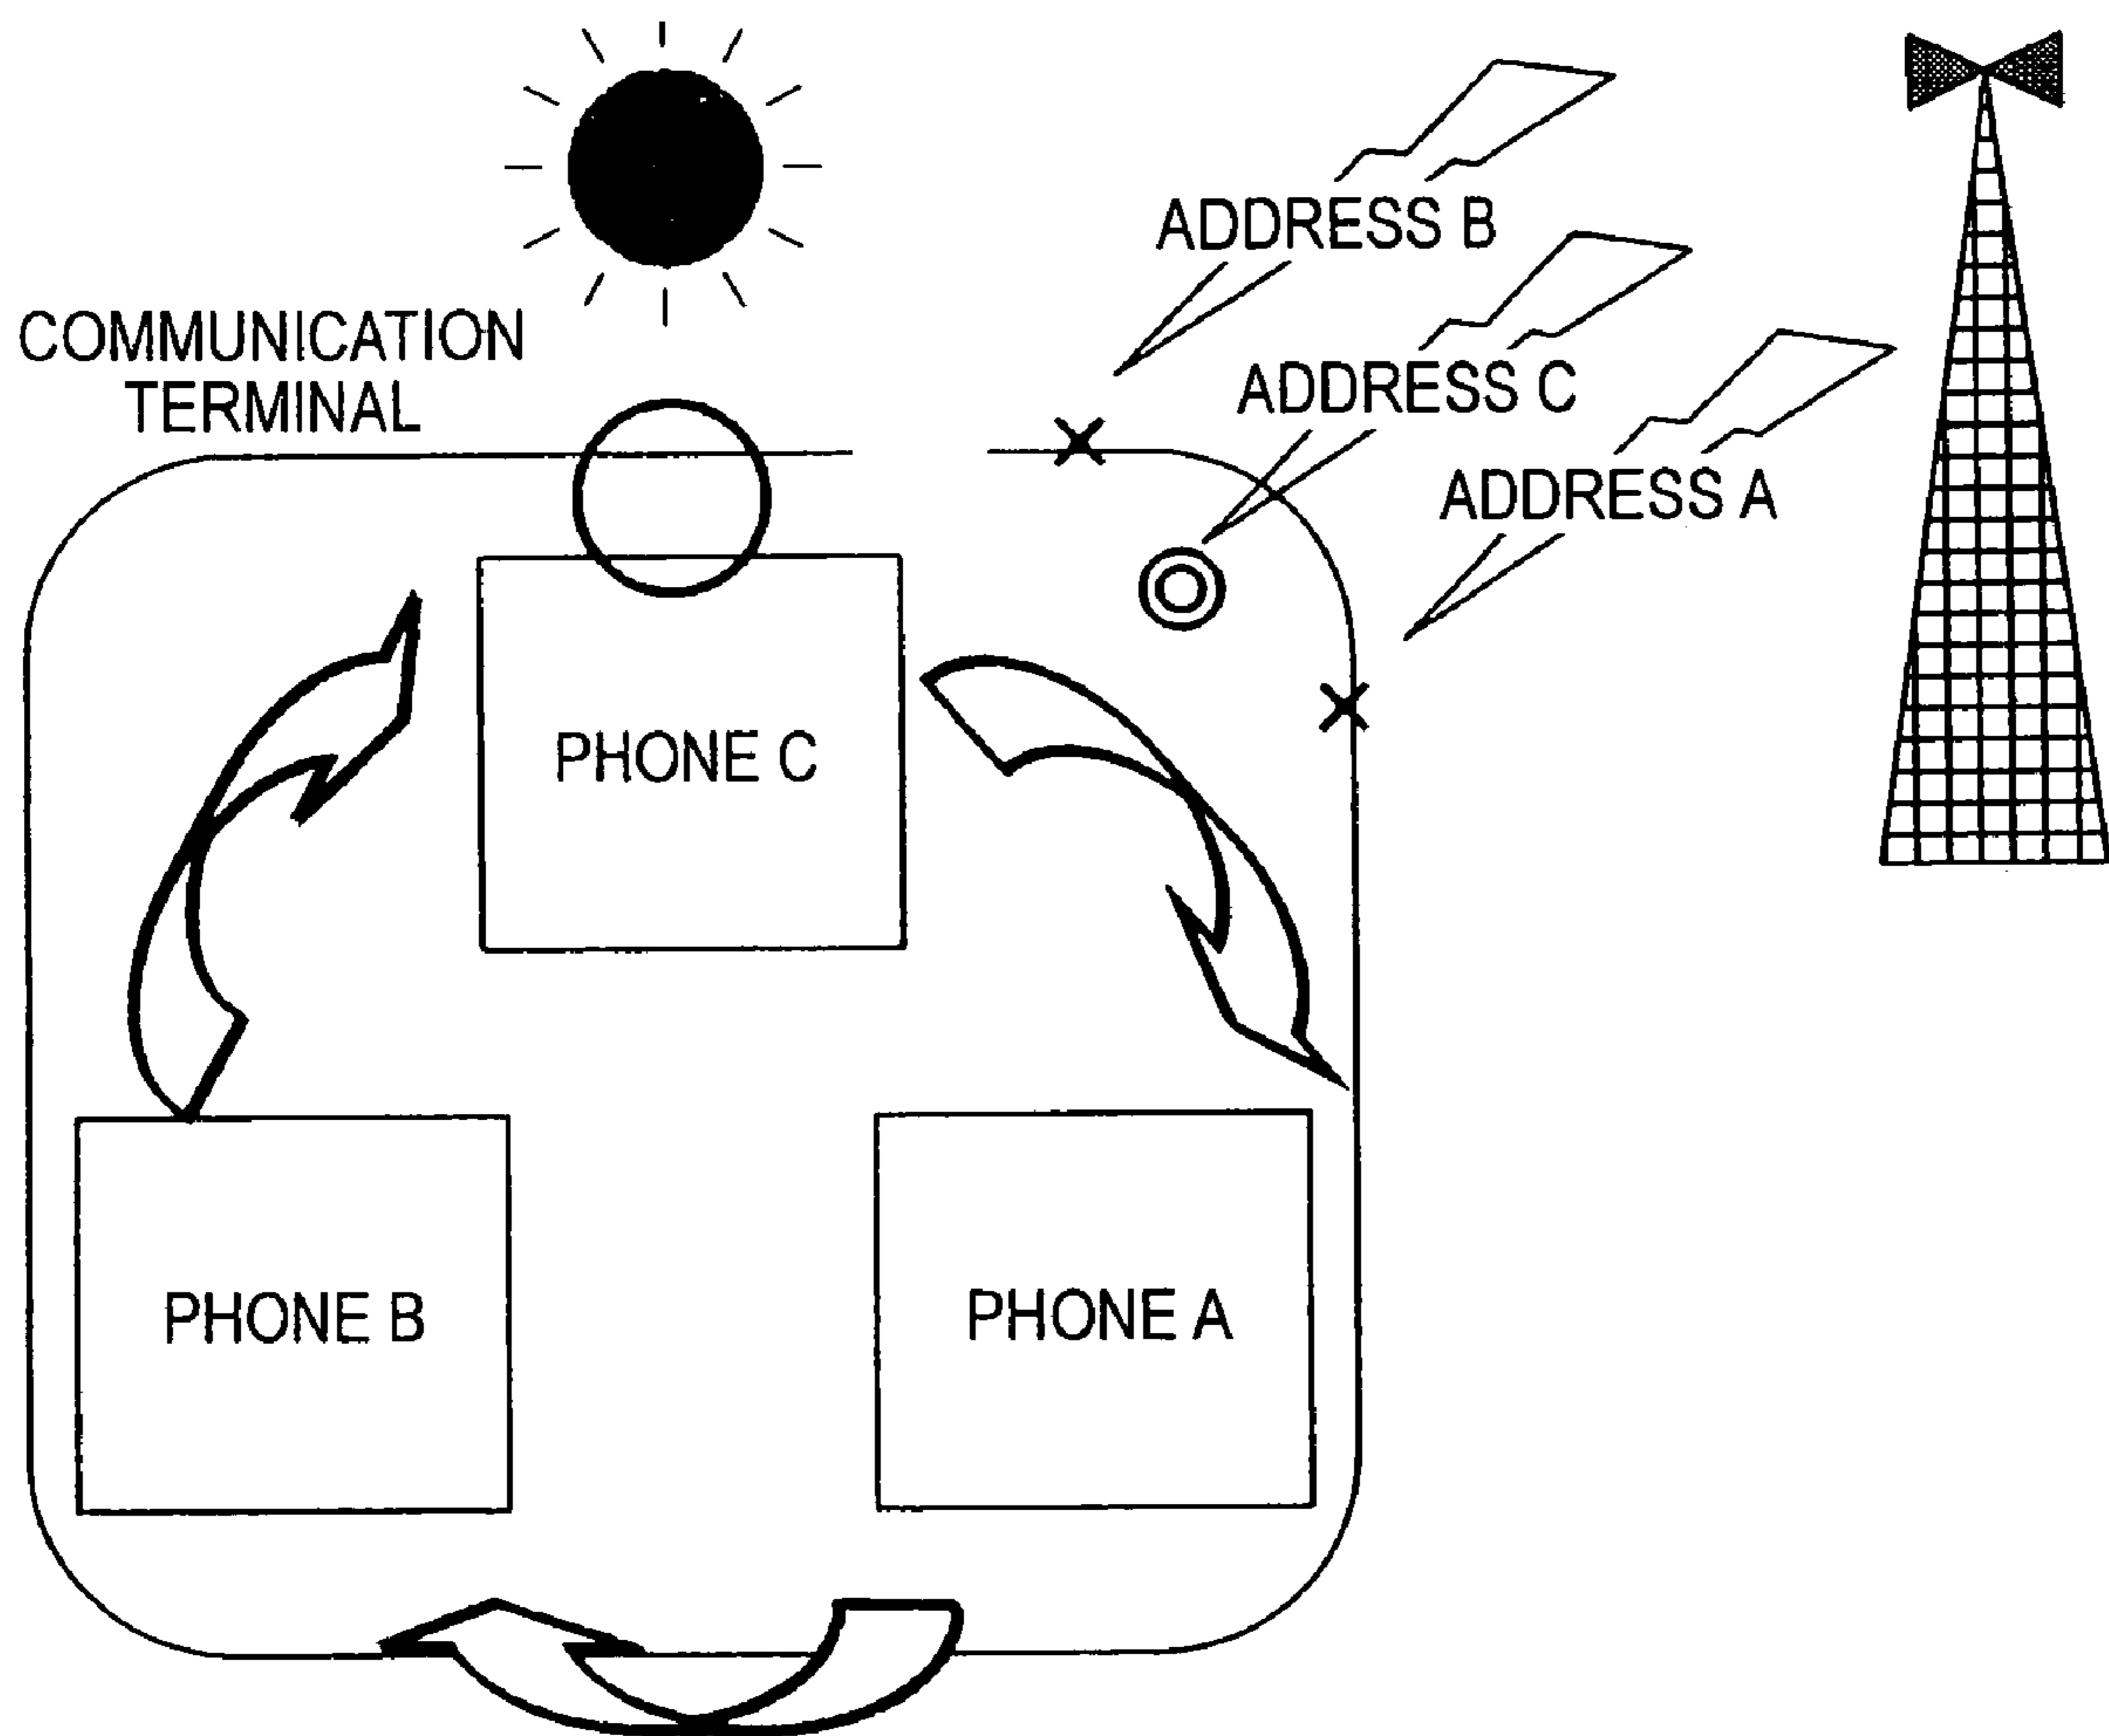 ADDRESS B
COMMUNICATION
TERMINAL
ADDRESS C
ADDRESS A
PHONE C
PHONE B
PHONE A